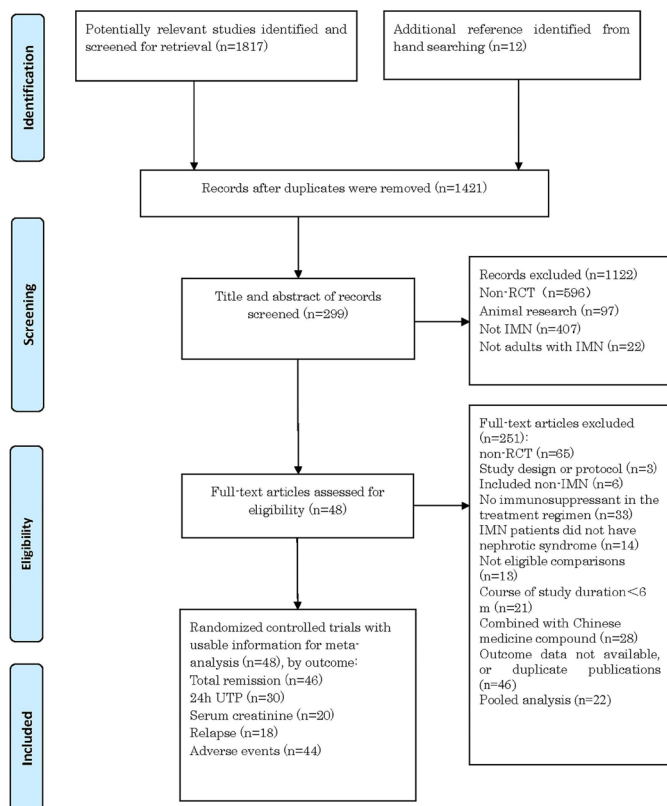 Identification
Potentially relevant studies identified and
screened for retrieval (n=1817)
Additional reference identified from
hand searching (n=12)
Records after duplicates were removed (n=1421)
Screening
Title and abstract of records
screened (n=299)
Records excluded (n=1122)
Non-RCT (n=596)
Animal research (n=97)
Not IMN (n=407)
Not adults with IMN (n=22)
Eligibility
Full-text articles assessed for
eligibility (n=48)
Full-text articles excluded
(n=251):
non-RCT (n=65)
Study design or protocol (n=3)
Included non-IMN (n=6)
No immunosuppressant in the
treatment regimen (n=33)
IMN patients did not have
nephrotic syndrome (n=14)
Not eligible comparisons
(n=13)
Course of study duration<6
m (n=21)
Combined with Chinese
medicine compound (n=28)
Outcome data not available,
or duplicate publications
(n=46)
Pooled analysis (n=22)
Included
Randomized controlled trials with
usable information for meta-
analysis (n=48), by outcome:
Total remission (n=46)
24h UTP (n=30)
Serum creatinine (n=20)
Relapse (n=18)
Adverse events (n=44)